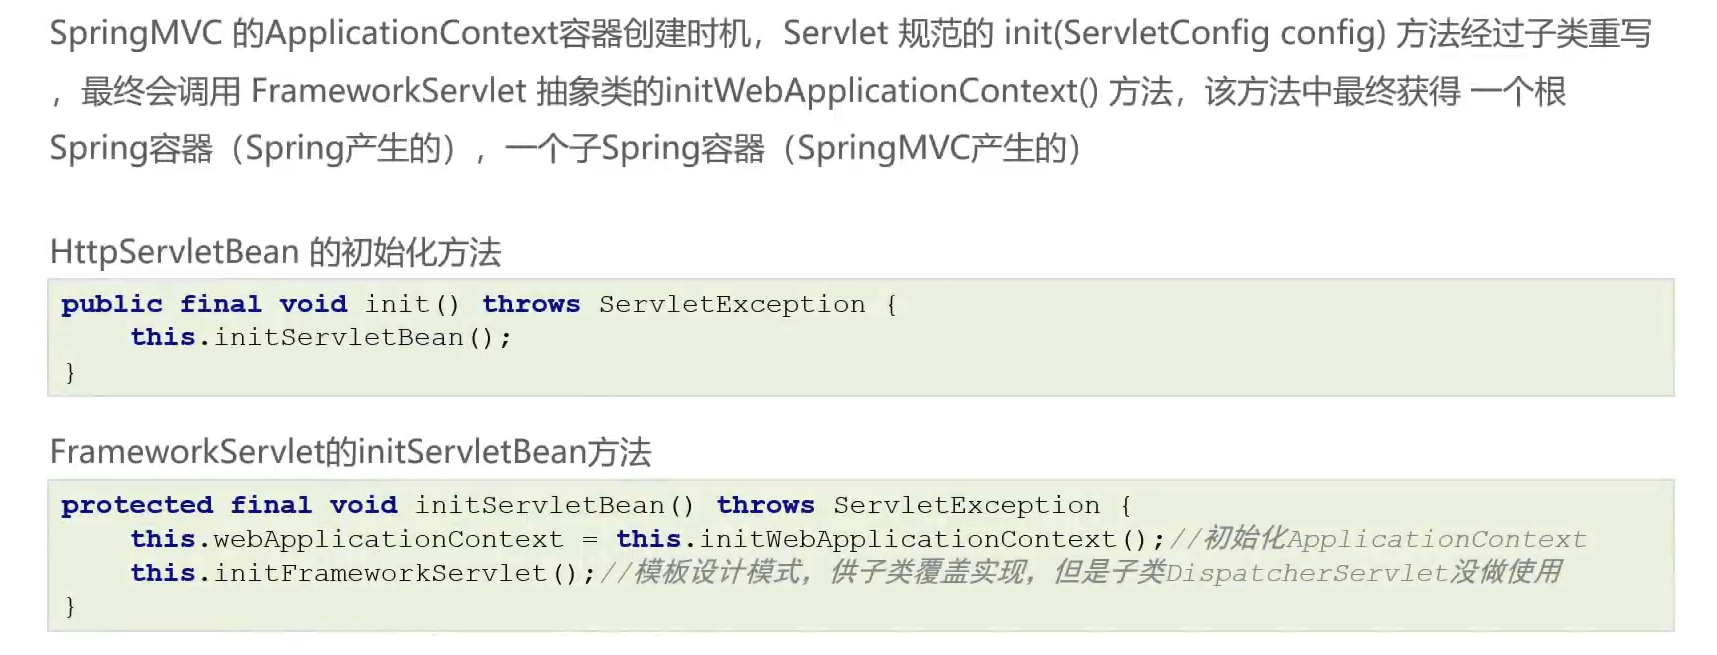 SpringMVC 的ApplicationContext容器创建时机，Servlet 规范的 init(ServletConfig config) 方法经过子类重写
，最终会调用 FrameworkServlet 抽象类的initWebApplicationContext() 方法，该方法中最终获得 一个根
Spring容器（Spring产生的），一个子Spring容器（SpringMVC产生的）
HttpServletBean 的初始化方法
public final void init() throws ServletException {
    this.initServletBean();
}
FrameworkServlet的initServletBean方法
protected final void initServletBean() throws ServletException {
    this.webApplicationContext = this.initWebApplicationContext();//初始化ApplicationContext
    this.initFrameworkServlet();//模板设计模式，供子类覆盖实现，但是子类DispatcherServlet没做使用
}